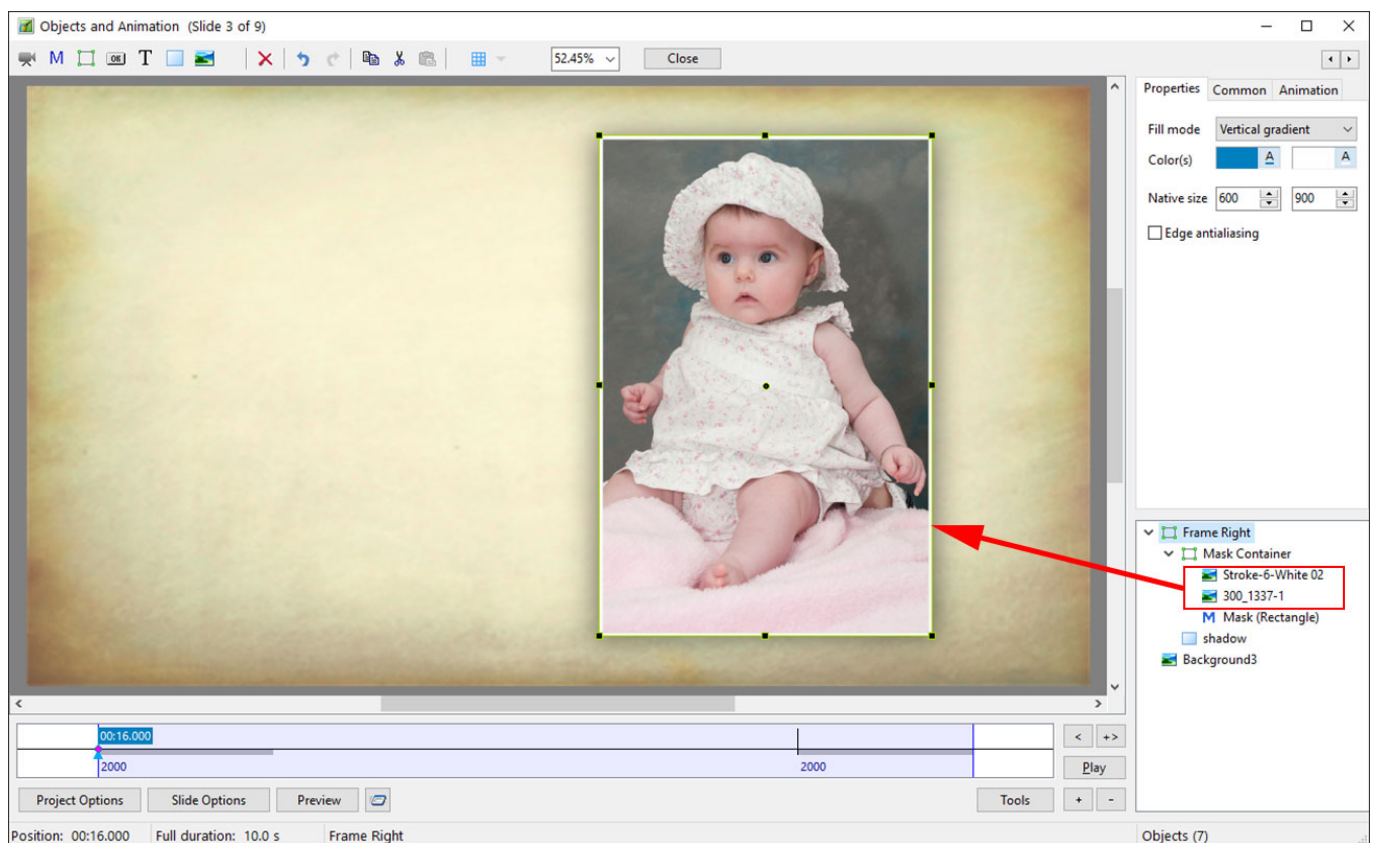 Objects and Animation (Slide 3 of 9)
M OK T 52.45% Close
Properties Common Animation
Fill mode Vertical gradient
Color(s) A A
Native size 600 900
Edge antialiasing
Frame Right
Mask Container
Stroke-6-White 02
300_1337-1
M Mask (Rectangle)
shadow
Background3
00:16.000
2000 2000
< +>
Play
Project Options Slide Options Preview Tools + -
Position: 00:16.000 Full duration: 10.0 s Frame Right Objects (7)